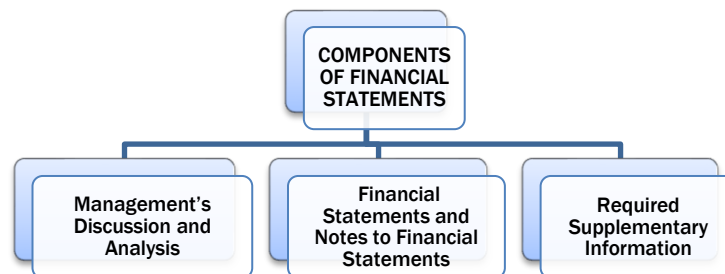 COMPONENTS
OF FINANCIAL
STATEMENTS
Management's
Discussion and
Analysis
Financial
Statements and
Notes to Financial
Statements
Required
Supplementary
Information